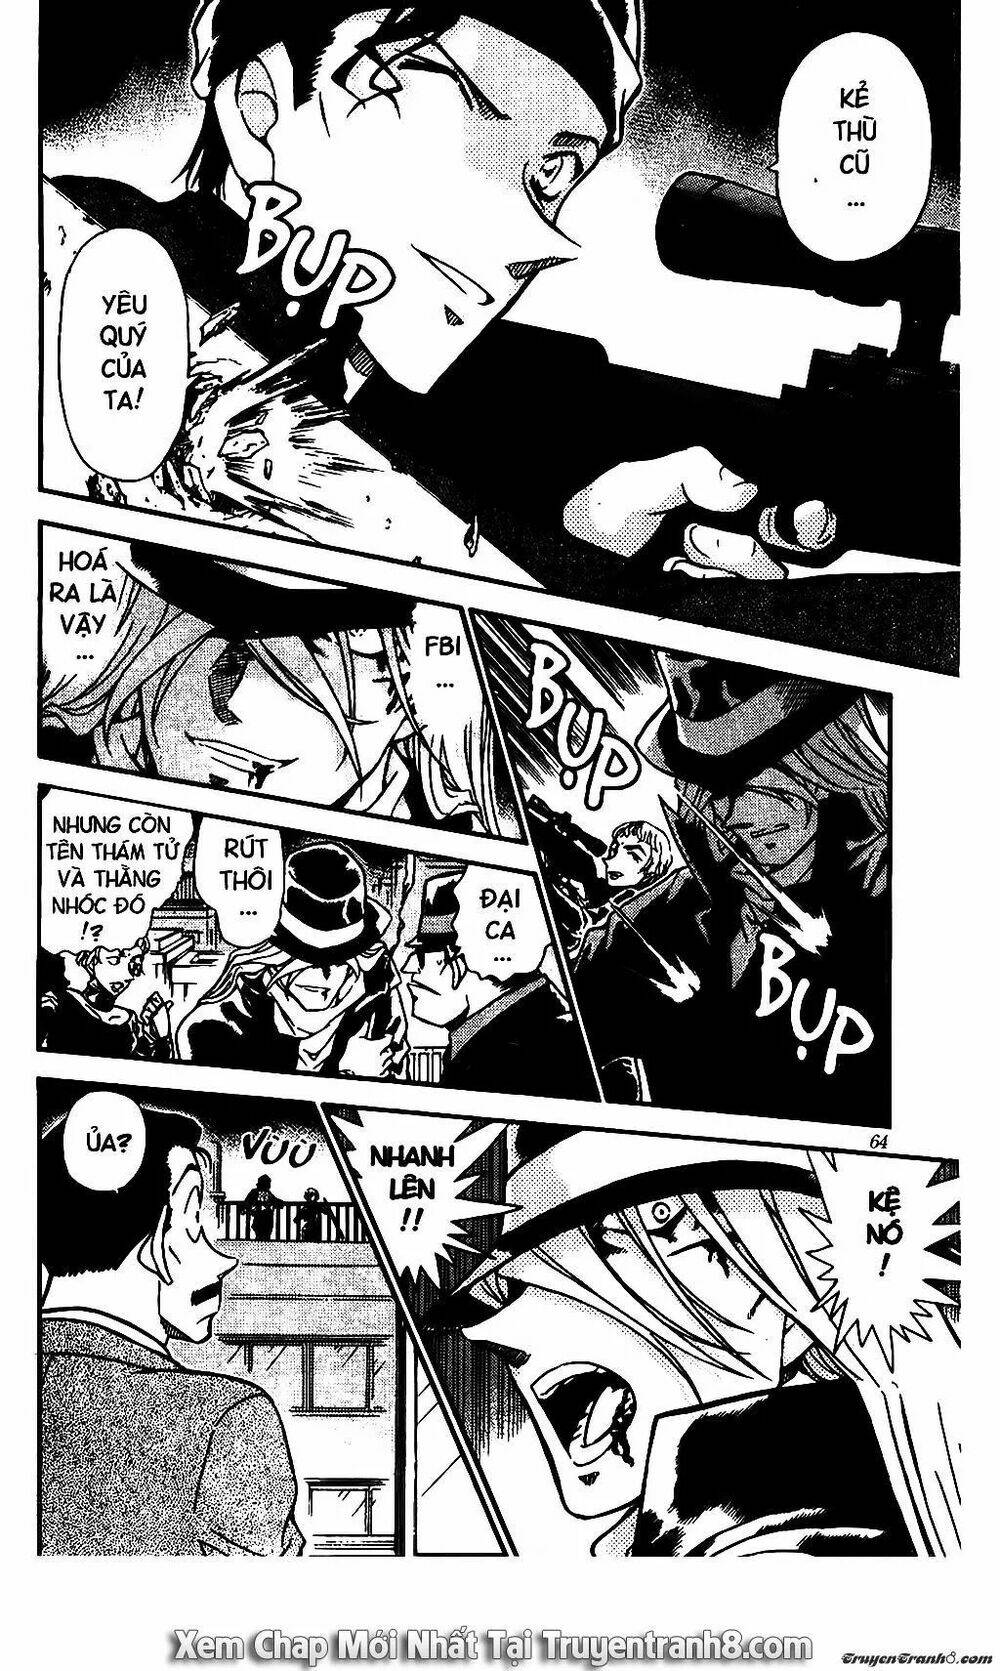 KẺ
THÙ
CŨ
...
BỤP
YÊU
QUÝ
CỦA
TA!
BỤP
BỤP
FBI
...
HOÁ
RA LÀ
VẬY
...
ĐẠI
CA
...
RÚT
THÔI
...
NHƯNG CÒN
TÊN THÁM TỬ
VÀ THẰNG
NHÓC ĐÓ
!?
64
KỆ
NÓ
!
NHANH
LÊN
!!
VÙÙ
ỦA?
Xem Chap Mới Nhất Tại Truyentranh8.com
TruyenTranh8.com